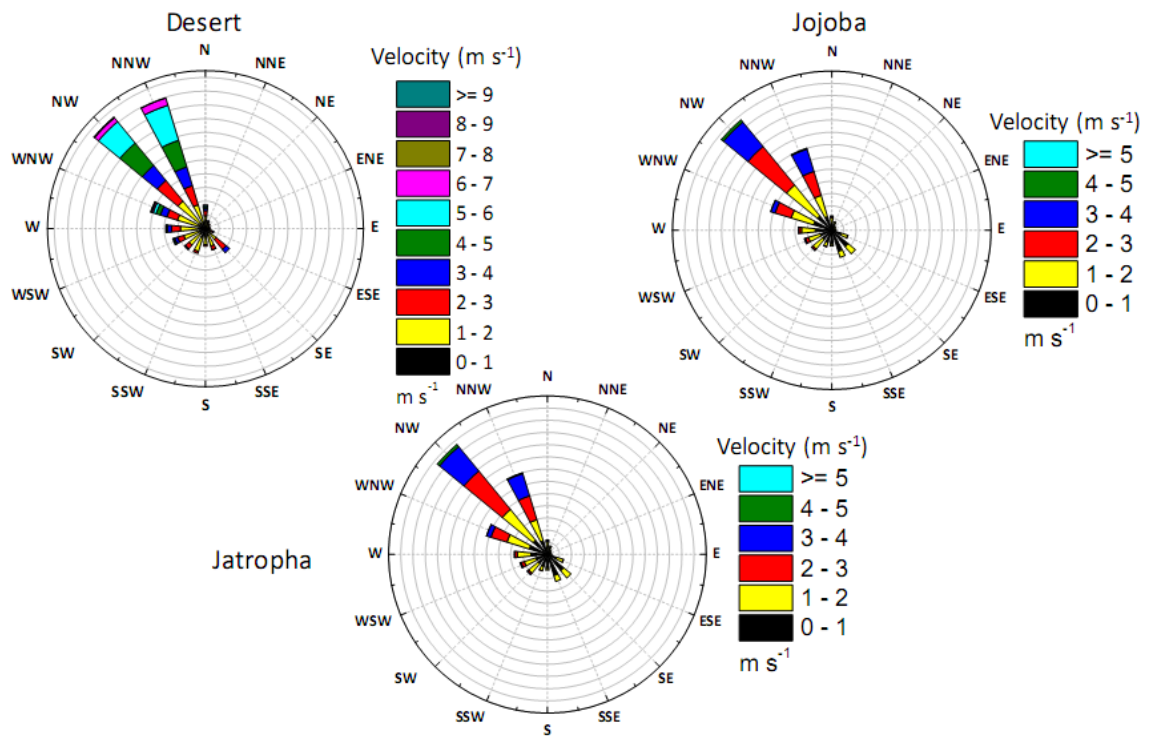 Desert
N
NNE
NE
ENE
E
ESE
SE
SSE
S
SSW
SW
WSW
W
WNW
NW
NNW
Velocity (m s-1)
>= 9
8 - 9
7 - 8
6 - 7
5 - 6
4 - 5
3 - 4
2 - 3
1 - 2
0 - 1
m s-1
Jojoba
N
NNE
NE
ENE
E
ESE
SE
SSE
S
SSW
SW
WSW
W
WNW
NW
NNW
Velocity (m s-1)
>= 5
4 - 5
3 - 4
2 - 3
1 - 2
0 - 1
m s-1
Jatropha
N
NNE
NE
ENE
E
ESE
SE
SSE
S
SSW
SW
WSW
W
WNW
NW
NNW
Velocity (m s-1)
>= 5
4 - 5
3 - 4
2 - 3
1 - 2
0 - 1
m s-1